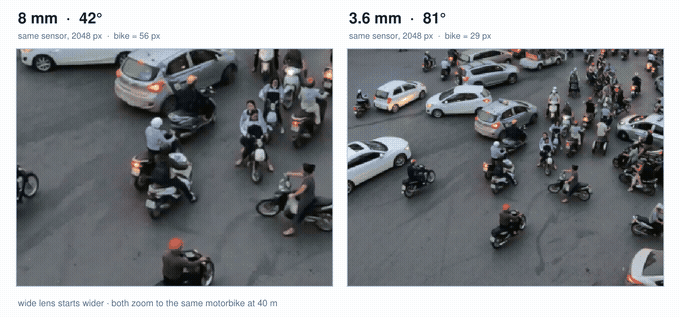 8 mm · 42°
same sensor, 2048 px · bike = 56 px
3.6 mm · 81°
same sensor, 2048 px · bike = 29 px
wide lens starts wider · both zoom to the same motorbike at 40 m